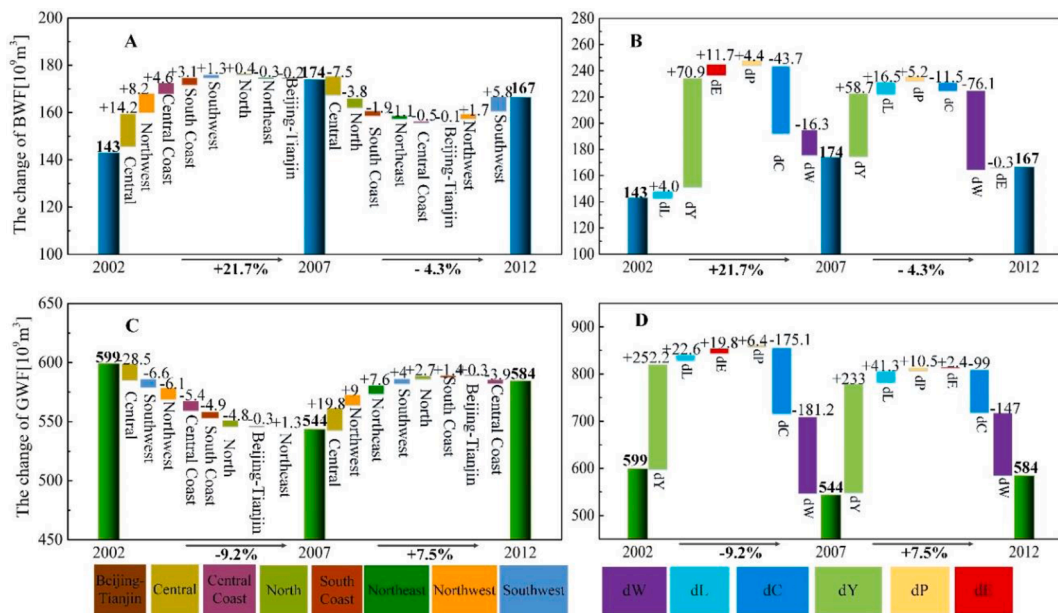 The change of BWF[10⁹m³]
200
180
160
140
120
100
A
143
+14.2
Central
+8.2
Northwest
+4.6
Central Coast
+3.1
South Coast
+1.3
Southwest
+0.4
North
-0.3
Northeast
-0.2
Beijing-Tianjin
174
-7.5
Central
-3.8
North
-1.9
South Coast
-1.1
Northeast
-0.5
Central Coast
-0.1
Beijing-Tianjin
+1.7
Northwest
+5.8
Southwest
167
2002
+21.7%
2007
- 4.3%
2012
280
260
240
220
200
180
160
140
120
100
B
143
+4.0
dL
+70.9
dY
+11.7
dE
+4.4
dP
-43.7
dC
-16.3
dW
174
+58.7
dY
+16.5
dL
+5.2
dP
-11.5
dC
-76.1
dW
-0.3
dE
167
2002
+21.7%
2007
- 4.3%
2012
The change of GWF[10⁹m³]
650
600
550
500
450
C
599
-28.5
Central
-6.6
Southwest
-6.1
Northwest
-5.4
Central Coast
-4.9
South Coast
-4.8
North
-0.3
Beijing-Tianjin
+1.3
Northeast
544
+19.8
Central
+9
Northwest
+7.6
Northeast
+4
Southwest
+2.7
North
+1.4
South Coast
+0.3
Beijing-Tianjin
-3.9
Central Coast
584
2002
-9.2%
2007
+7.5%
2012
900
800
700
600
500
D
599
+252.2
dY
+22.6
dL
+19.8
dE
+6.4
dP
-175.1
dC
-181.2
dW
544
+233
dY
+41.3
dL
+10.5
dP
+2.4
dE
-99
dC
-147
dW
584
2002
-9.2%
2007
+7.5%
2012
Beijing-
Tianjin
Central
Central
Coast
North
South
Coast
Northeast
Northwest
Southwest
dW
dL
dC
dY
dP
dE